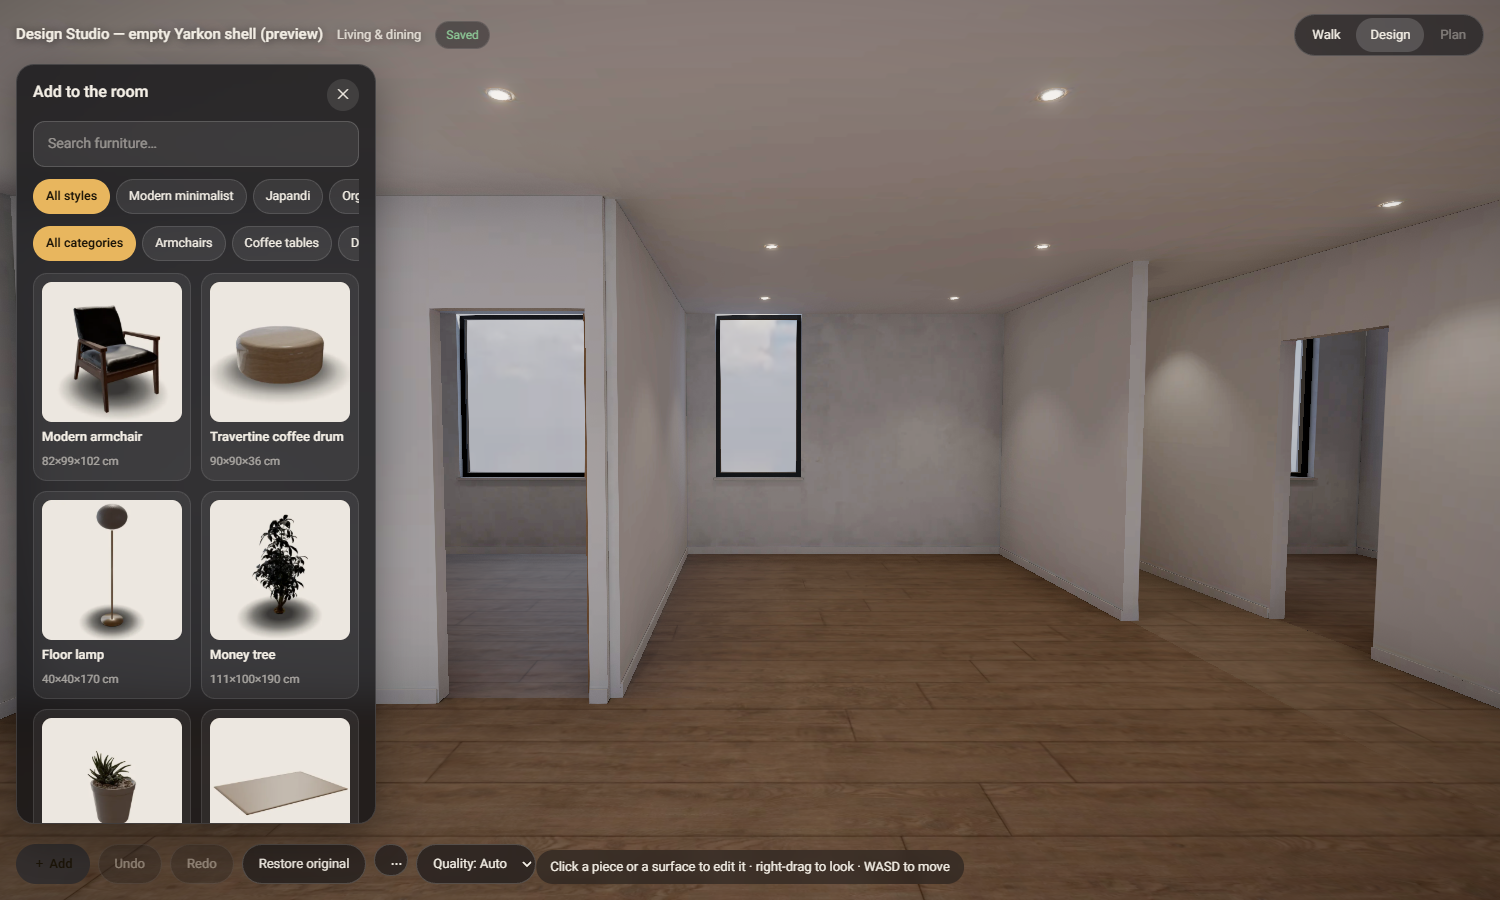 Design Studio — empty Yarkon shell (preview) Living & dining Saved
Walk Design Plan
Add to the room
Search furniture...
All styles Modern minimalist Japandi Org
All categories Armchairs Coffee tables D
Modern armchair
82×99×102 cm
Travertine coffee drum
90×90×36 cm
Floor lamp
40×40×170 cm
Money tree
111×100×190 cm
+ Add Undo Redo Restore original ... Quality: Auto
Click a piece or a surface to edit it · right-drag to look · WASD to move